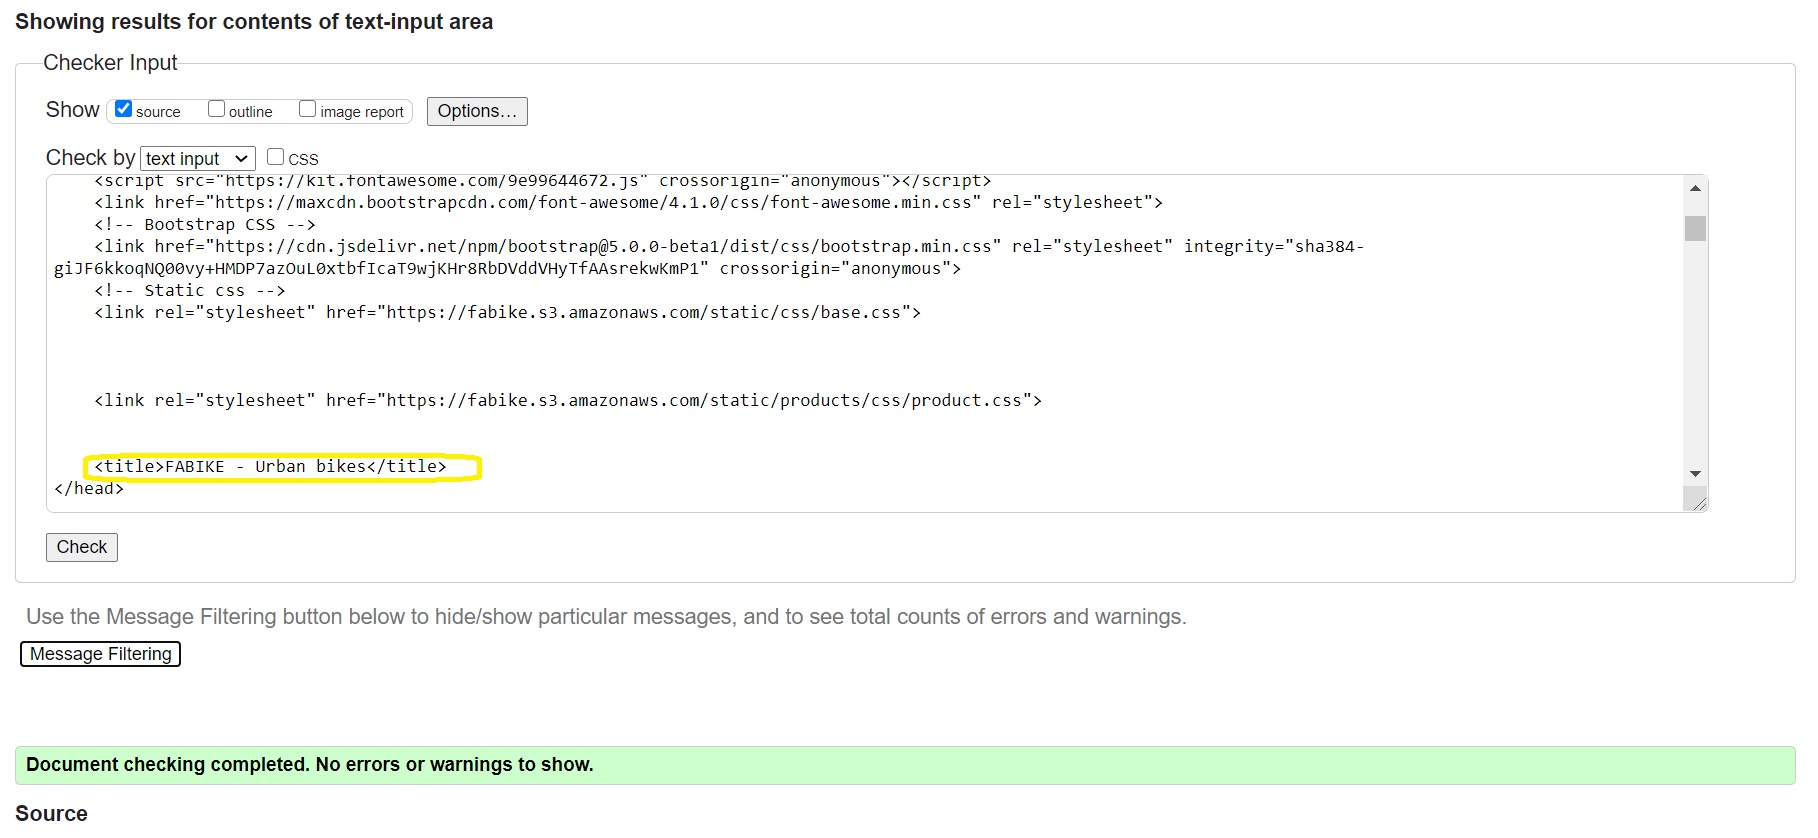 Showing results for contents of text-input area
Checker Input
Show source outline image report Options...
Check by text input CSS
<script src="https://kit.fontawesome.com/9e99644672.js" crossorigin="anonymous"></script>
<link href="https://maxcdn.bootstrapcdn.com/font-awesome/4.1.0/css/font-awesome.min.css" rel="stylesheet">
<!-- Bootstrap CSS -->
<link href="https://cdn.jsdelivr.net/npm/bootstrap@5.0.0-beta1/dist/css/bootstrap.min.css" rel="stylesheet" integrity="sha384-
giJF6kkoqNQ00vy+HMDP7azOuL0xtbfIcaT9wjKHr8RbDVddVHyTfAAsrekwKmP1" crossorigin="anonymous">
<!-- Static css -->
<link rel="stylesheet" href="https://fabike.s3.amazonaws.com/static/css/base.css">
<link rel="stylesheet" href="https://fabike.s3.amazonaws.com/static/products/css/product.css">
<title>FABIKE - Urban bikes</title>
</head>
Check
Use the Message Filtering button below to hide/show particular messages, and to see total counts of errors and warnings.
Message Filtering
Document checking completed. No errors or warnings to show.
Source